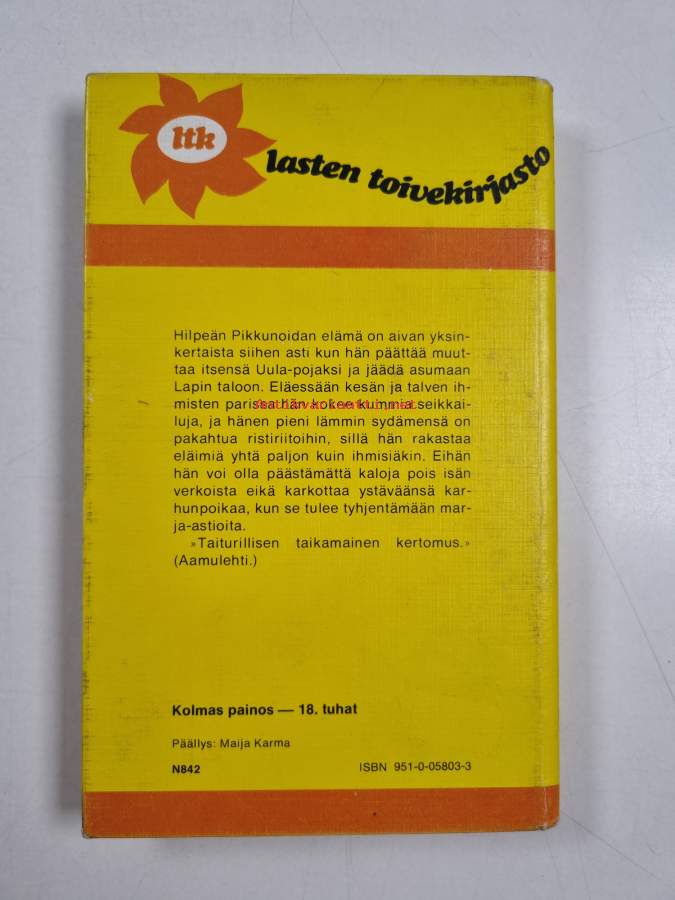 ltk
lasten toivekirjasto
Hilpeän Pikkunoidan elämä on aivan yksin-
kertaista siihen asti kun hän päättää muut-
taa itsensä Uula-pojaksi ja jäädä asumaan
Lapin taloon. Eläessään kesän ja talven ih-
misten parissa hän kokee kummia seikkai-
luja, ja hänen pieni lämmin sydämensä on
pakahtua ristiriitoihin, sillä hän rakastaa
eläimiä yhtä paljon kuin ihmisiäkin. Eihän
hän voi olla päästämättä kaloja pois isän
verkoista eikä karkottaa ystäväänsä kar-
hunpoikaa, kun se tulee tyhjentämään mar-
ja-astioita.
»Taiturillisen taikamainen kertomus.»
(Aamulehti.)
Kolmas painos — 18. tuhat
Päällys: Maija Karma
N842 ISBN 951-0-05803-3